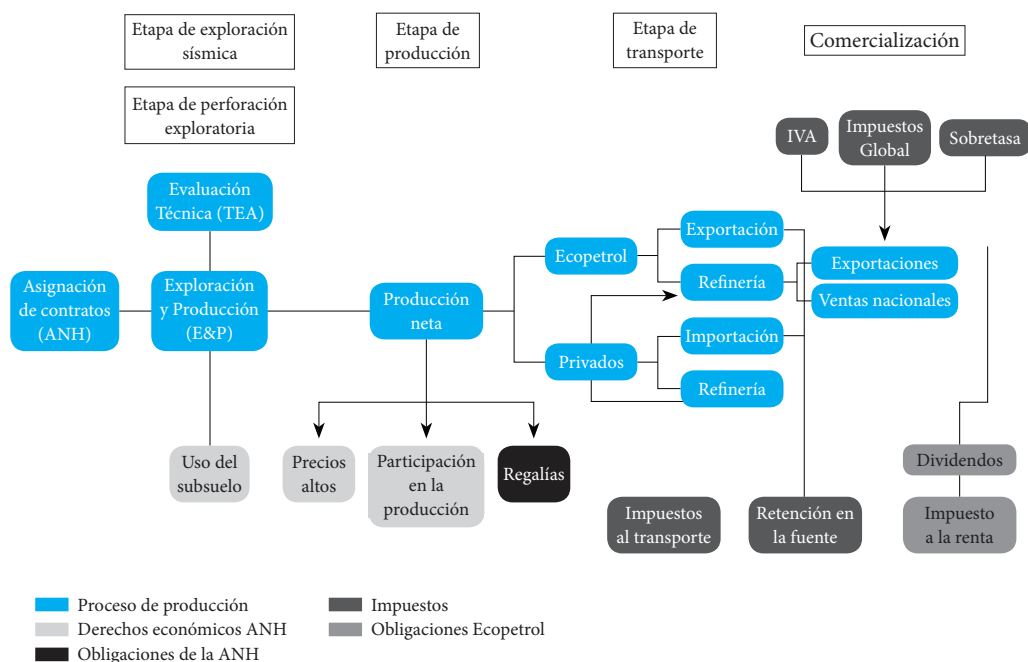 Etapa de exploración
sísmica
Etapa de
producción
Etapa de
transporte
Comercialización
Etapa de perforación
exploratoria
IVA
Impuestos
Global
Sobretasa
Evaluación
Técnica (TEA)
Asignación
de contratos
(ANH)
Exploración
y Producción
(E&P)
Producción
neta
Ecopetrol
Privados
Exportación
Refinería
Importación
Refinería
Exportaciones
Ventas nacionales
Uso del
subsuelo
Precios
altos
Participación
en la
producción
Regalías
Impuestos
al transporte
Retención en
la fuente
Dividendos
Impuesto
a la renta
Proceso de producción
Derechos económicos ANH
Obligaciones de la ANH
Impuestos
Obligaciones Ecopetrol